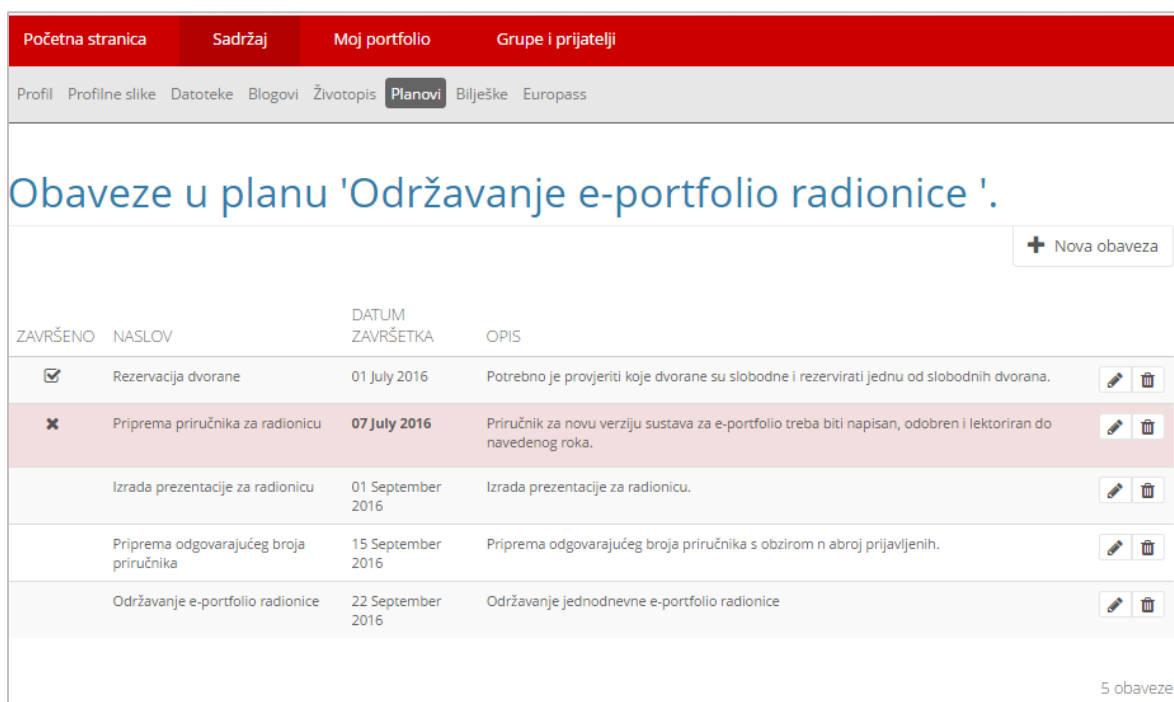 Početna stranica Sadržaj Moj portfolio Grupe i prijatelji
Profil Profilne slike Datoteke Blogovi Životopis Planovi Bilješke Europass
Obaveze u planu 'Održavanje e-portfolio radionice '.
Nova obaveza
ZAVRŠENO NASLOV DATUM ZAVRŠETKA OPIS
Rezervacija dvorane 01 July 2016 Potrebno je provjeriti koje dvorane su slobodne i rezervirati jednu od slobodnih dvorana.
Priprema priručnika za radionicu 07 July 2016 Priručnik za novu verziju sustava za e-portfolio treba biti napisan, odobren i lektoriran do
navedenog roka.
Izrada prezentacije za radionicu 01 September 2016 Izrada prezentacije za radionicu.
Priprema odgovarajućeg broja priručnika 15 September 2016 Priprema odgovarajućeg broja priručnika s obzirom n abroj prijavljenih.
Održavanje e-portfolio radionice 22 September 2016 Održavanje jednodnevne e-portfolio radionice
5 obaveze